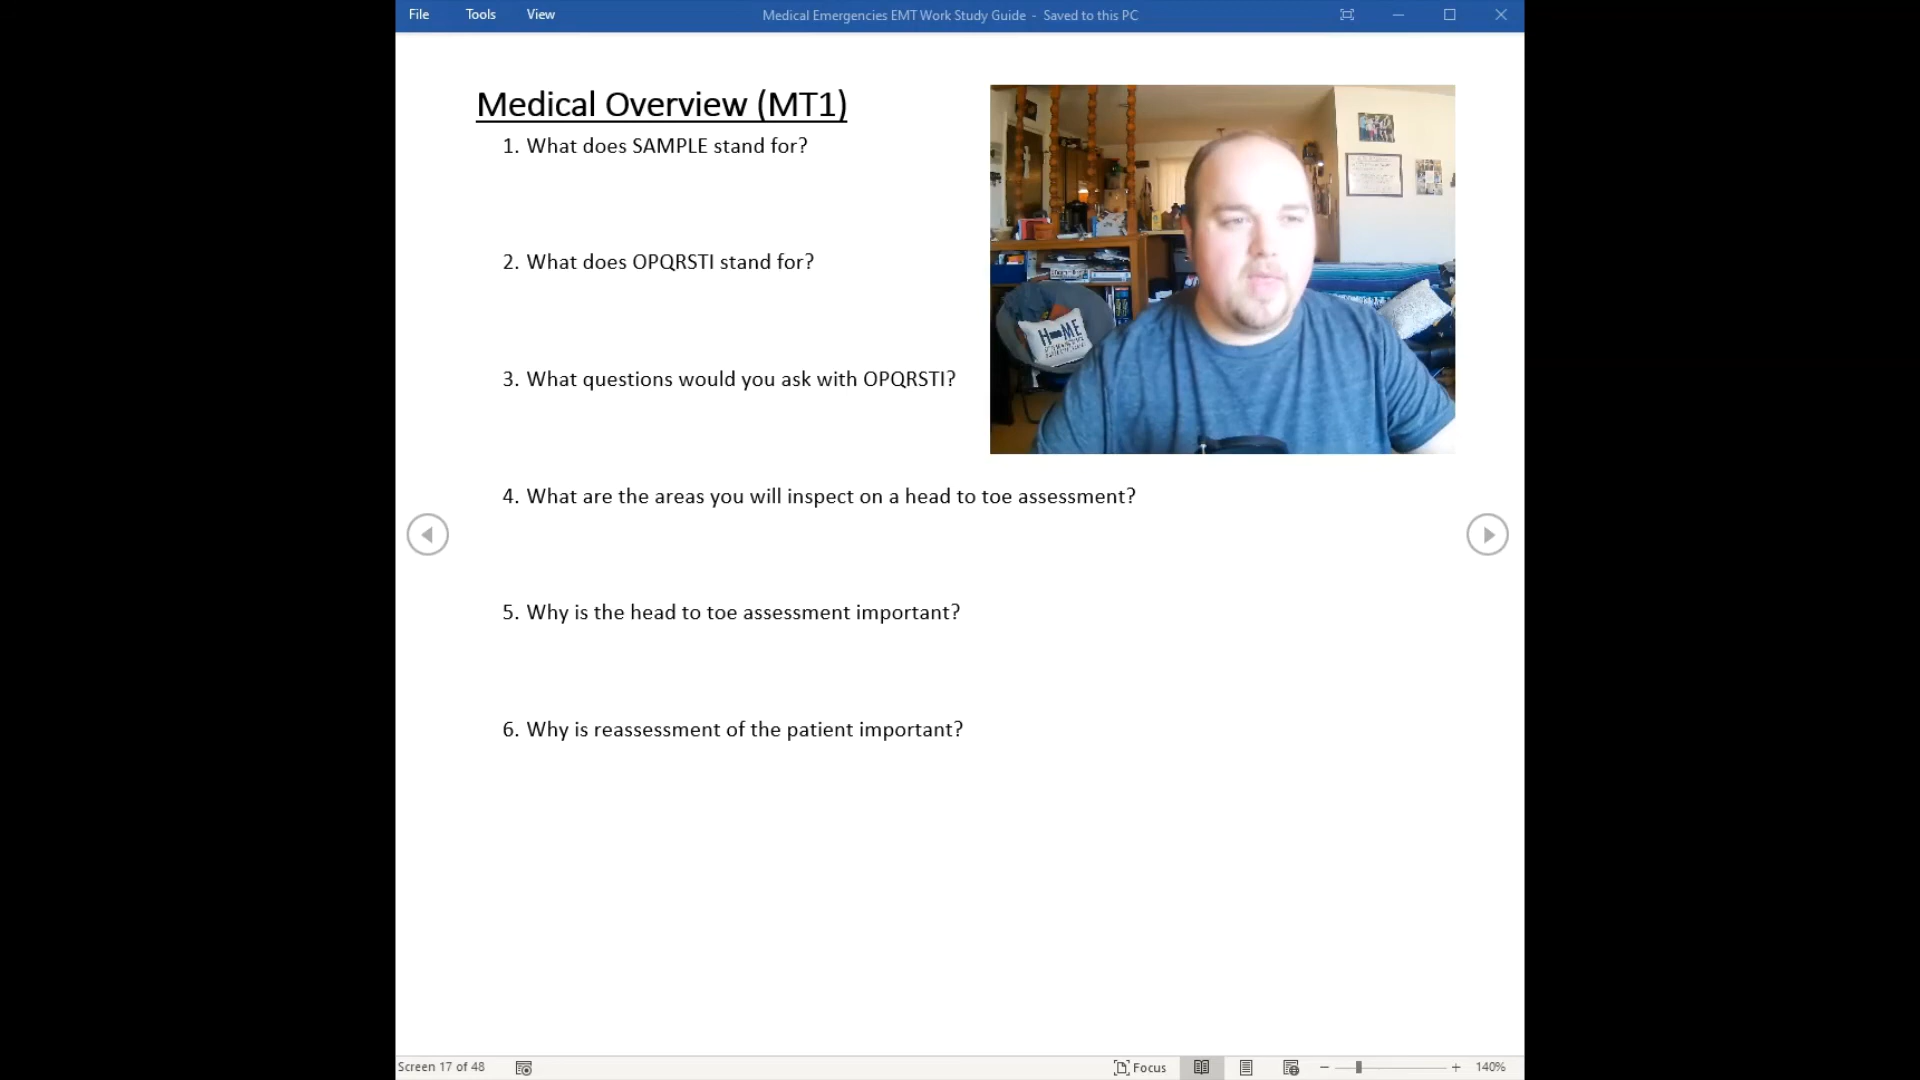 File Tools View Medical Emergencies EMT Work Study Guide - Saved to this PC
Medical Overview (MT1)
1. What does SAMPLE stand for?
2. What does OPQRSTI stand for?
3. What questions would you ask with OPQRSTI?
4. What are the areas you will inspect on a head to toe assessment?
5. Why is the head to toe assessment important?
6. Why is reassessment of the patient important?
HOME
Screen 17 of 48 Focus 140%